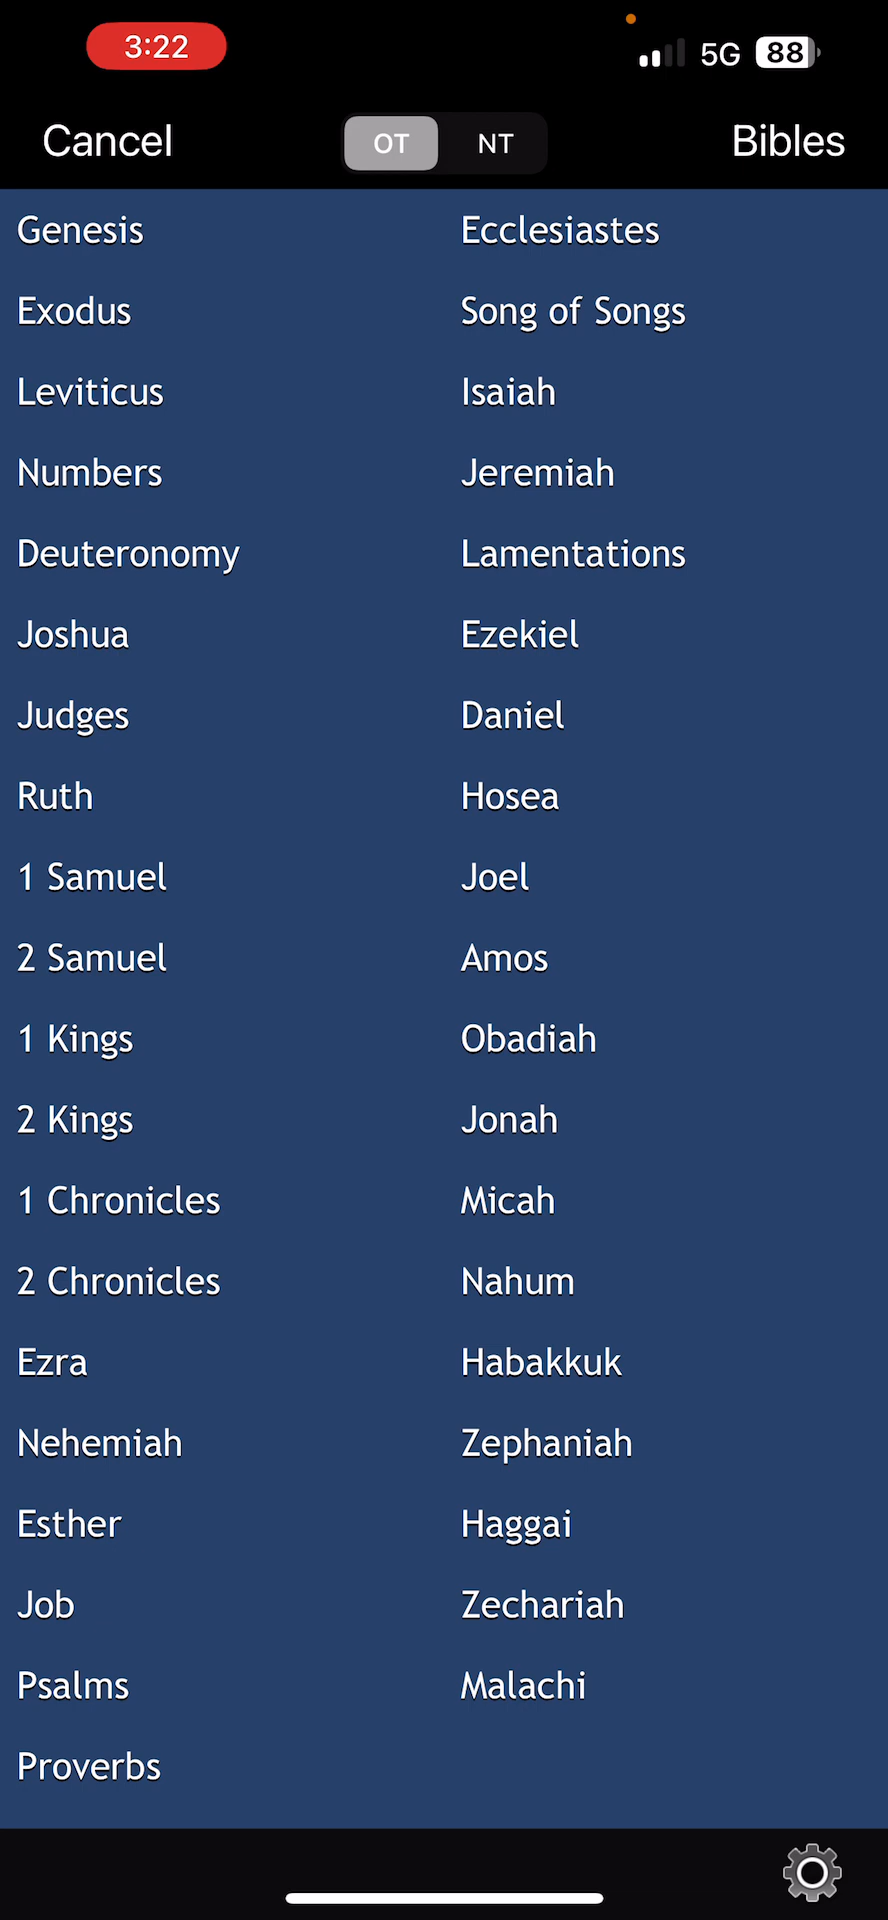 3:22
5G 88
Cancel OT NT Bibles
Genesis
Exodus
Leviticus
Numbers
Deuteronomy
Joshua
Judges
Ruth
1 Samuel
2 Samuel
1 Kings
2 Kings
1 Chronicles
2 Chronicles
Ezra
Nehemiah
Esther
Job
Psalms
Proverbs
Ecclesiastes
Song of Songs
Isaiah
Jeremiah
Lamentations
Ezekiel
Daniel
Hosea
Joel
Amos
Obadiah
Jonah
Micah
Nahum
Habakkuk
Zephaniah
Haggai
Zechariah
Malachi